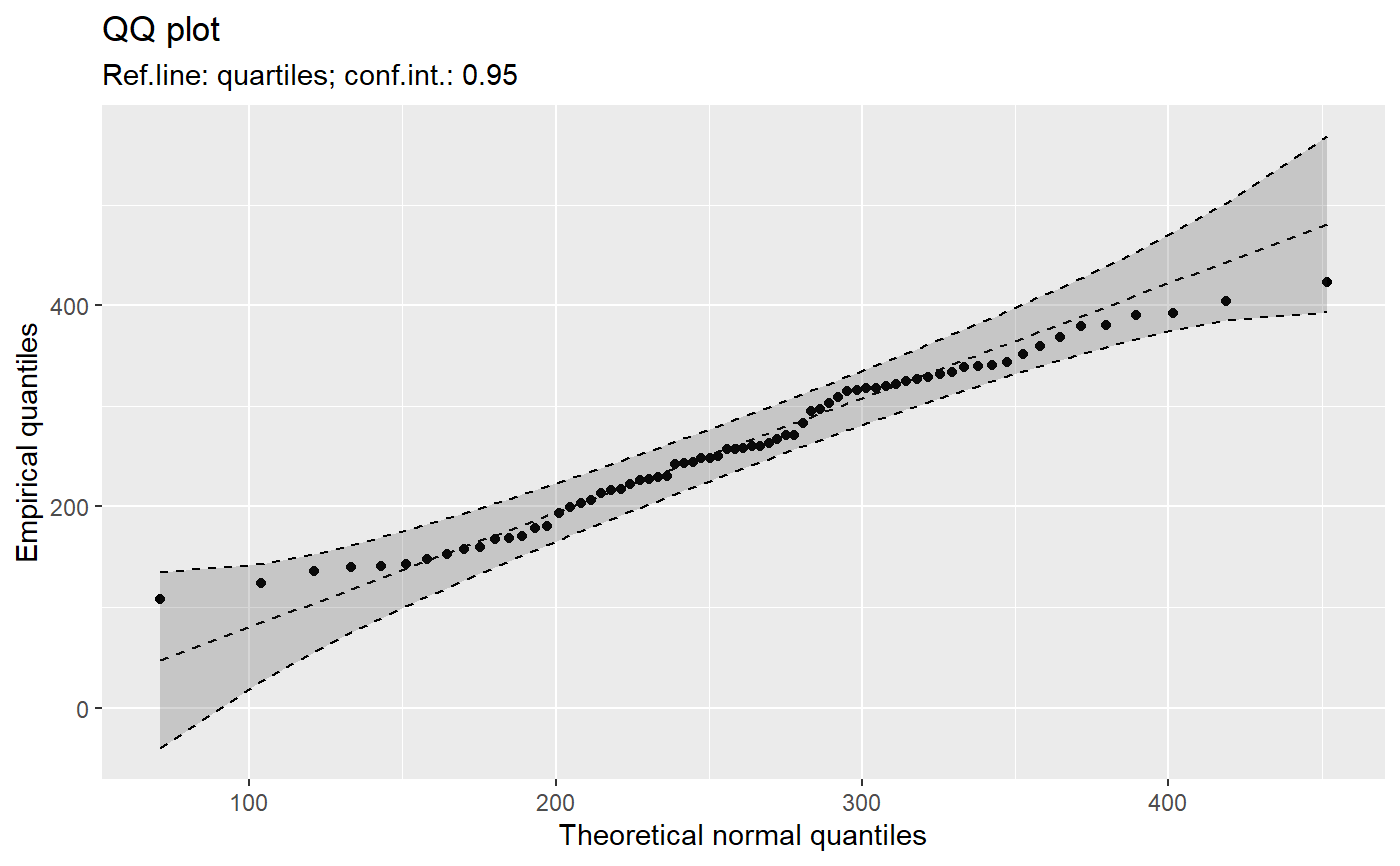 QQ plot
Ref.line: quartiles; conf.int.: 0.95
Empirical quantiles
400
200
0
100 200 300 400
Theoretical normal quantiles